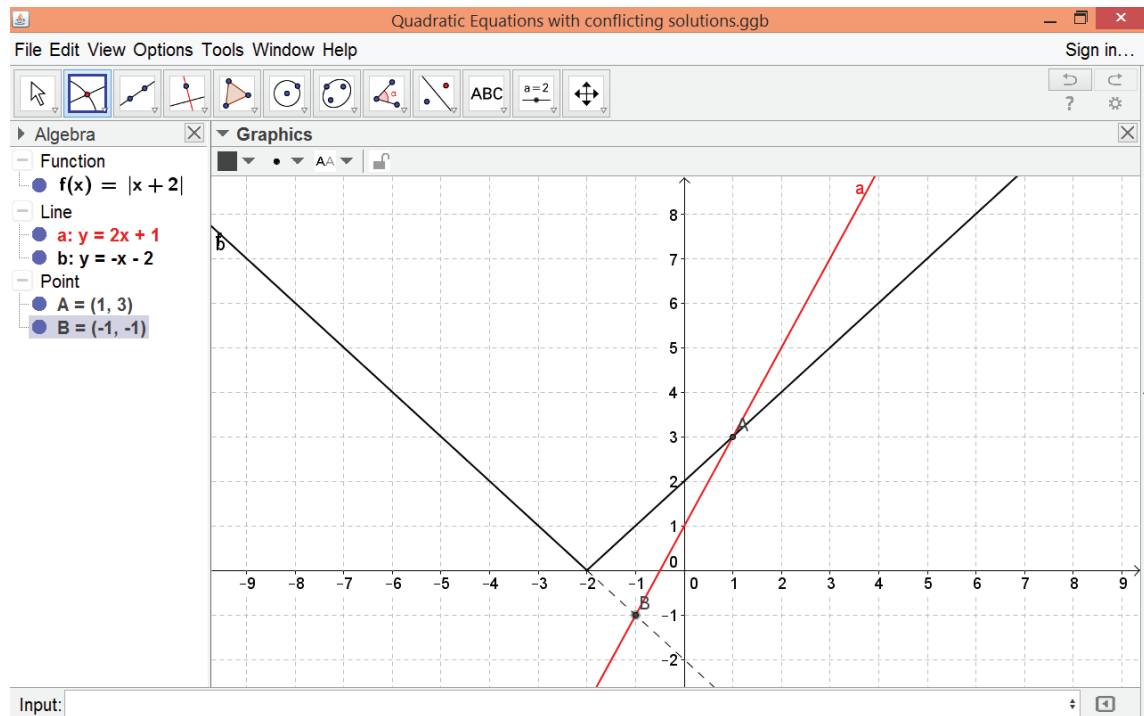 Quadratic Equations with conflicting solutions.ggb
File Edit View Options Tools Window Help
Sign in…
ABC
a=2
?
Algebra
Graphics
AA
Function
f(x) = |x + 2|
Line
a: y = 2x + 1
b: y = -x - 2
Point
A = (1, 3)
B = (-1, -1)
a
b
8
7
6
5
4
3
2
1
0
-1
-2
-9 -8 -7 -6 -5 -4 -3 -2 -1 0 1 2 3 4 5 6 7 8 9
A
B
Input: